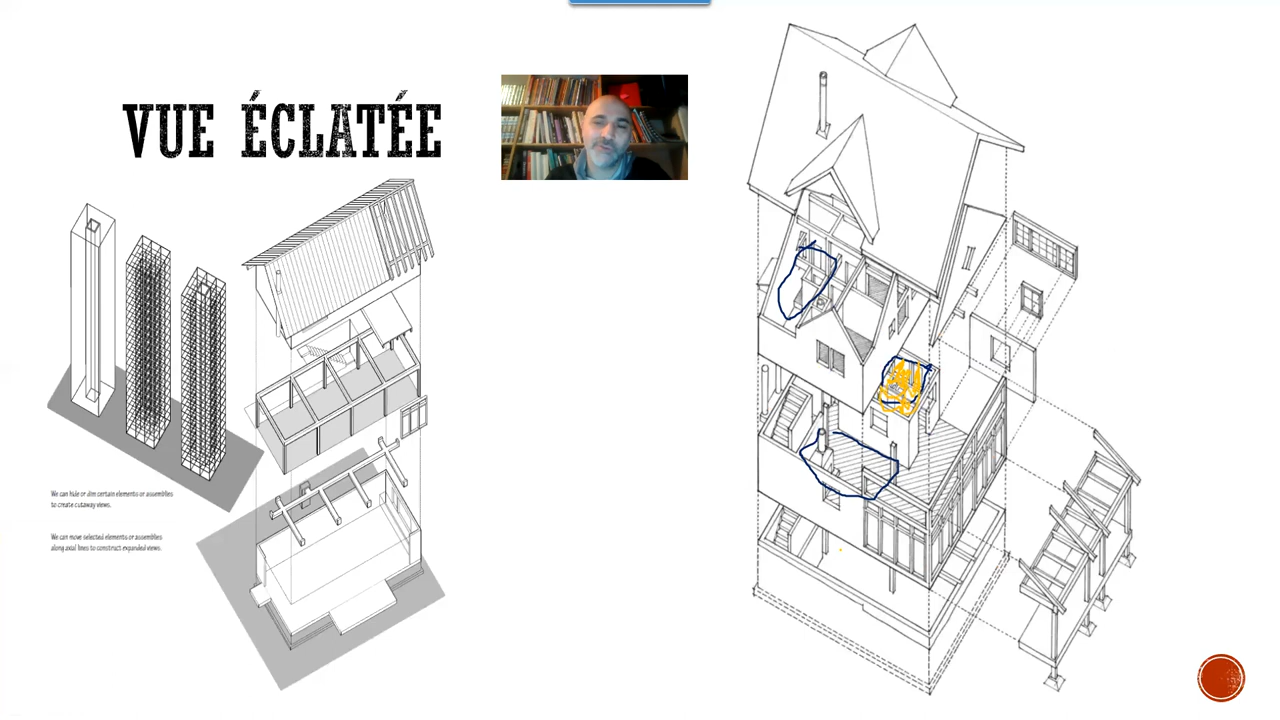 VUE ÉCLATÉE
We can hide or dim certain elements or assemblies
to create cutaway views.
We can move selected elements or assemblies
along axial lines to construct expanded views.